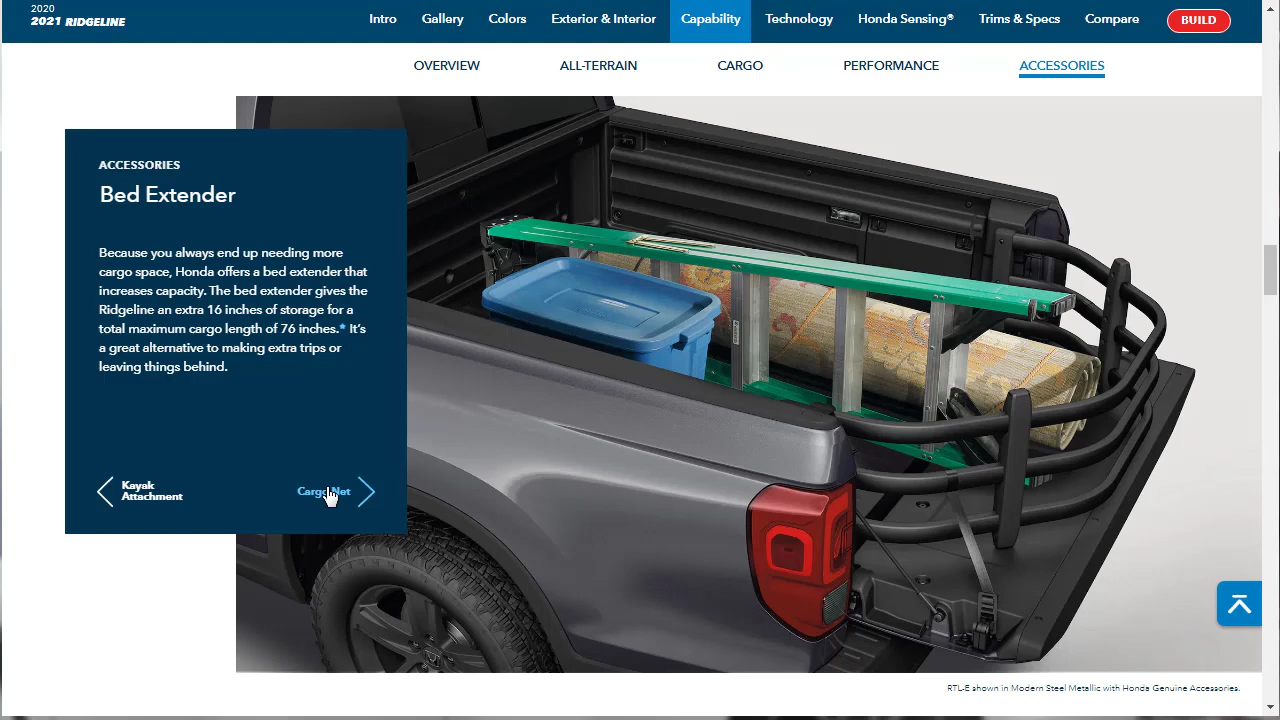 2020
2021 RIDGELINE
Intro
Gallery
Colors
Exterior & Interior
Capability
Technology
Honda Sensing®
Trims & Specs
Compare
BUILD
OVERVIEW
ALL-TERRAIN
CARGO
PERFORMANCE
ACCESSORIES
ACCESSORIES
Bed Extender
Because you always end up needing more
cargo space, Honda offers a bed extender that
increases capacity. The bed extender gives the
Ridgeline an extra 16 inches of storage for a
total maximum cargo length of 76 inches.* It’s
a great alternative to making extra trips or
leaving things behind.
Kayak
Attachment
Cargo Net
RTL-E shown in Modern Steel Metallic with Honda Genuine Accessories.